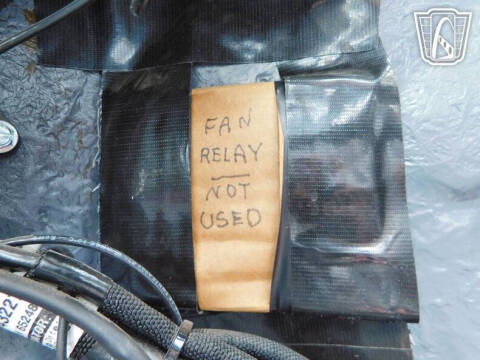 FAN
RELAY
NOT
USED